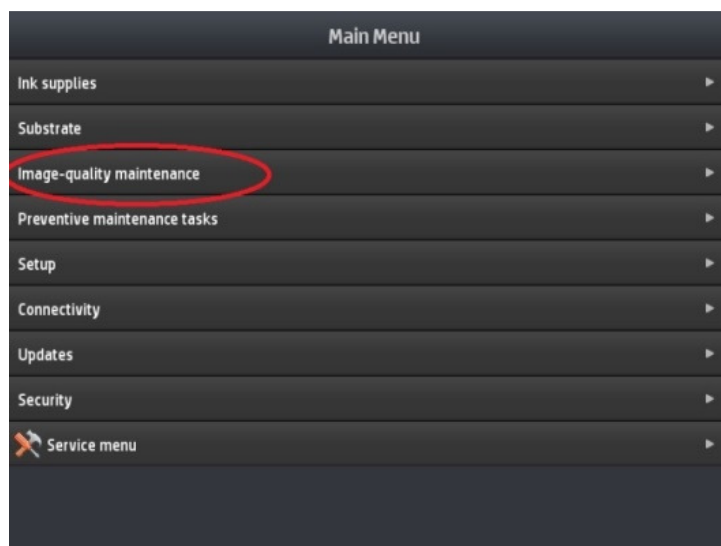 Main Menu
Ink supplies
Substrate
Image-quality maintenance
Preventive maintenance tasks
Setup
Connectivity
Updates
Security
Service menu